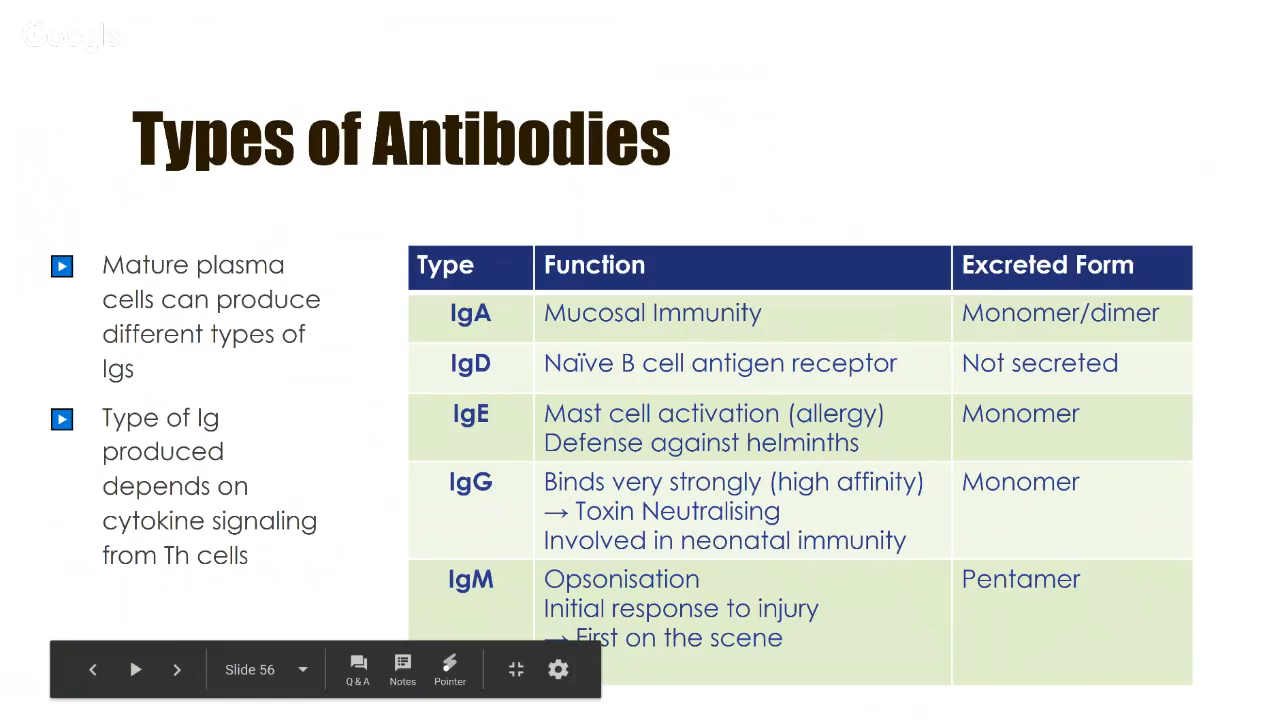 Google
Types of Antibodies
Mature plasma
cells can produce
different types of
Igs
Type of Ig
produced
depends on
cytokine signaling
from Th cells
Type Function Excreted Form
IgA Mucosal Immunity Monomer/dimer
IgD Naïve B cell antigen receptor Not secreted
IgE Mast cell activation (allergy) Monomer
Defense against helminths
IgG Binds very strongly (high affinity) Monomer
→ Toxin Neutralising
Involved in neonatal immunity
IgM Opsonisation Pentamer
Initial response to injury
→ First on the scene
Slide 56
Q & A Notes Pointer